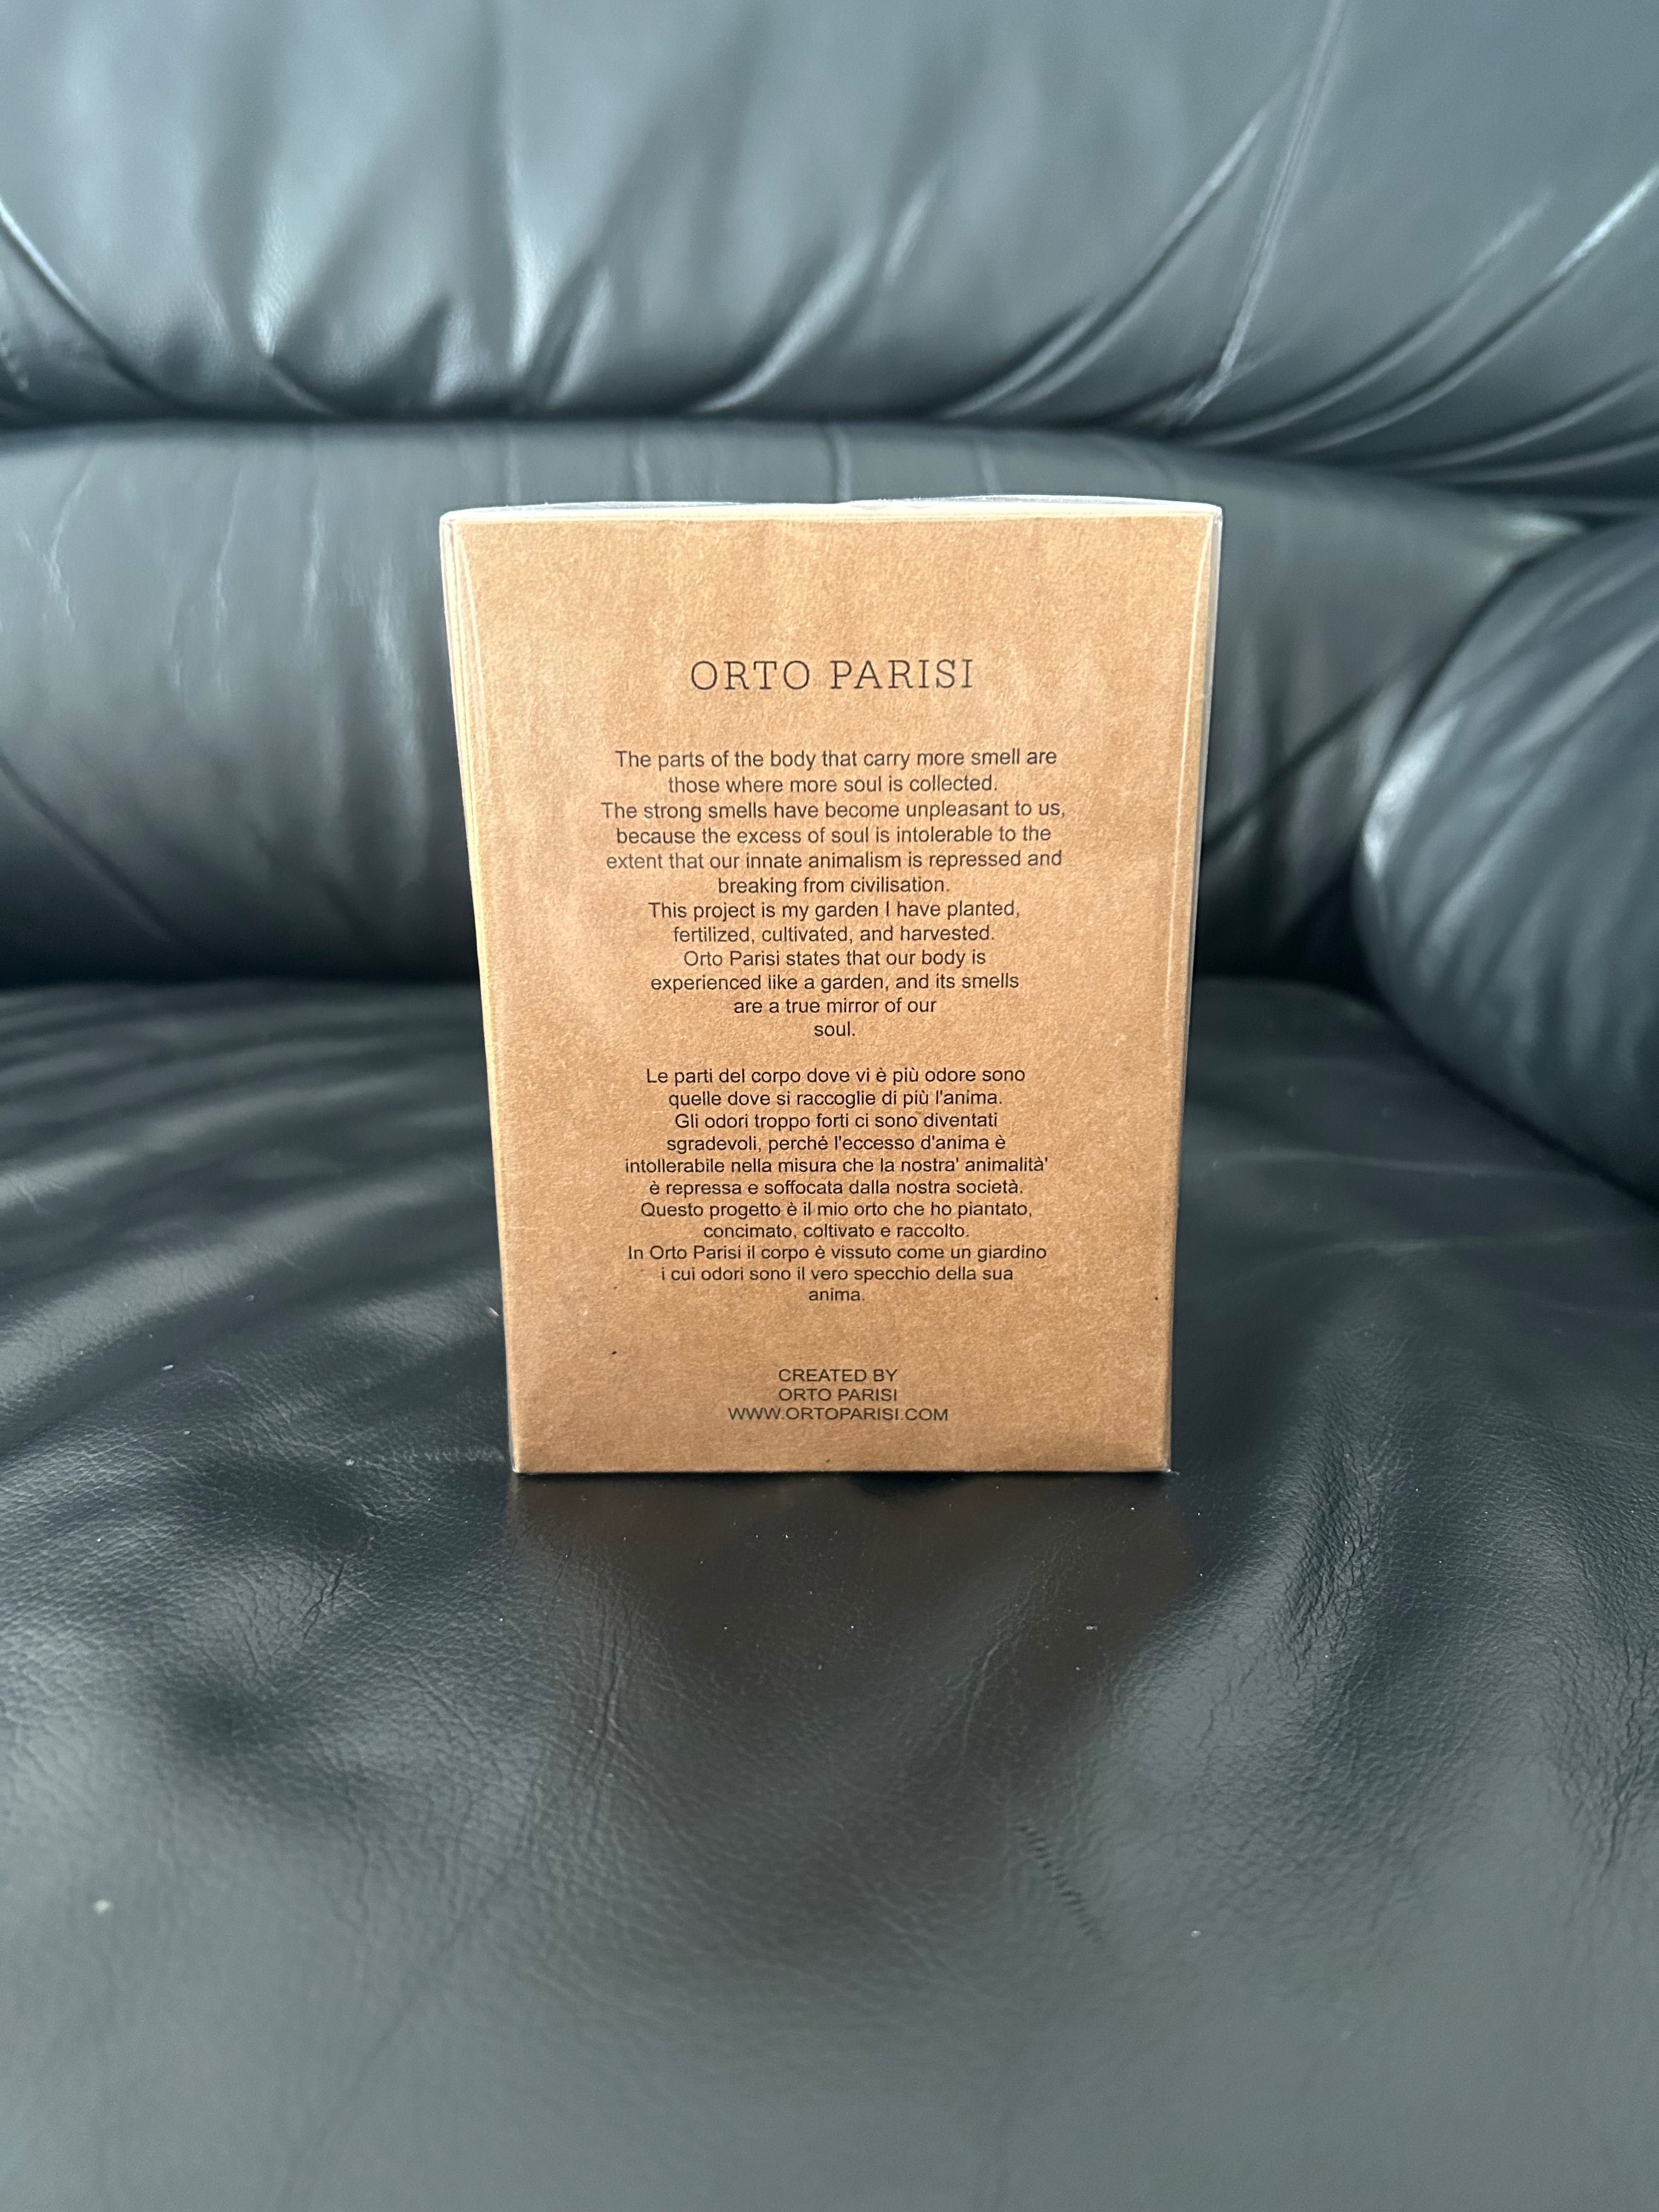 ORTO PARISI
The parts of the body that carry more smell are
those where more soul is collected.
The strong smells have become unpleasant to us,
because the excess of soul is intolerable to the
extent that our innate animalism is repressed and
breaking from civilisation.
This project is my garden I have planted,
fertilized, cultivated, and harvested.
Orto Parisi states that our body is
experienced like a garden, and its smells
are a true mirror of our
soul.
Le parti del corpo dove vi è più odore sono
quelle dove si raccoglie di più l'anima.
Gli odori troppo forti ci sono diventati
sgradevoli, perché l'eccesso d'anima è
intollerabile nella misura che la nostra' animalità'
è repressa e soffocata dalla nostra società.
Questo progetto è il mio orto che ho piantato,
concimato, coltivato e raccolto.
In Orto Parisi il corpo è vissuto come un giardino
i cui odori sono il vero specchio della sua
anima.
CREATED BY
ORTO PARISI
WWW.ORTOPARISI.COM